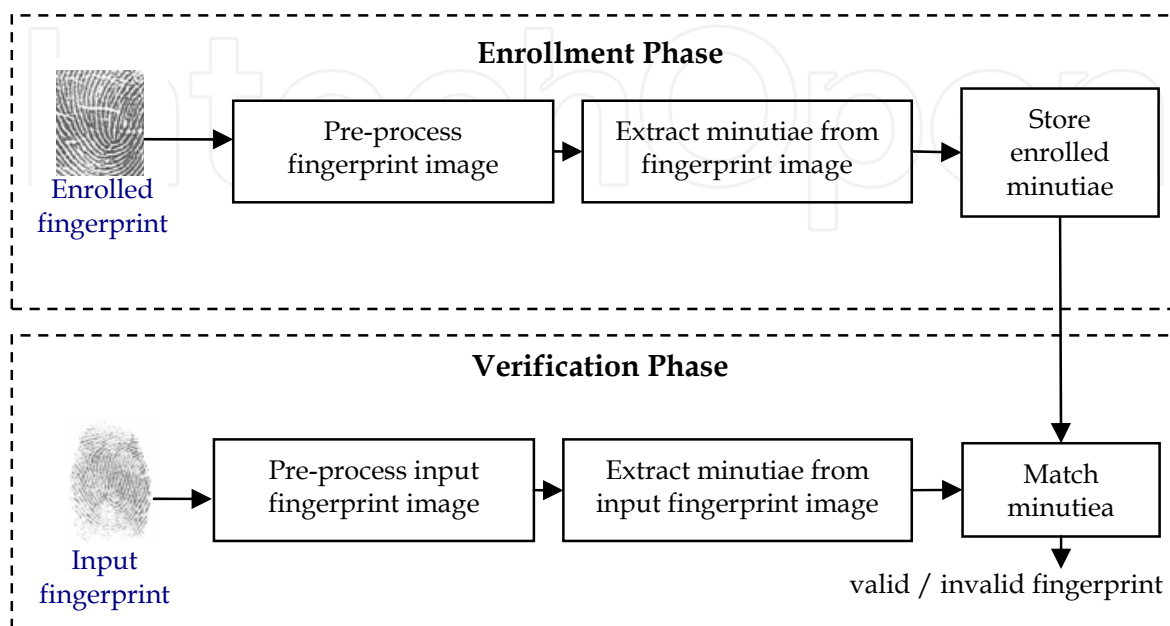 IntechOpen
Enrollment Phase
Enrolled
fingerprint
Pre-process
fingerprint image
Extract minutiae from
fingerprint image
Store
enrolled
minutiae
Verification Phase
Input
fingerprint
Pre-process input
fingerprint image
Extract minutiae from
input fingerprint image
Match
minutiea
valid / invalid fingerprint